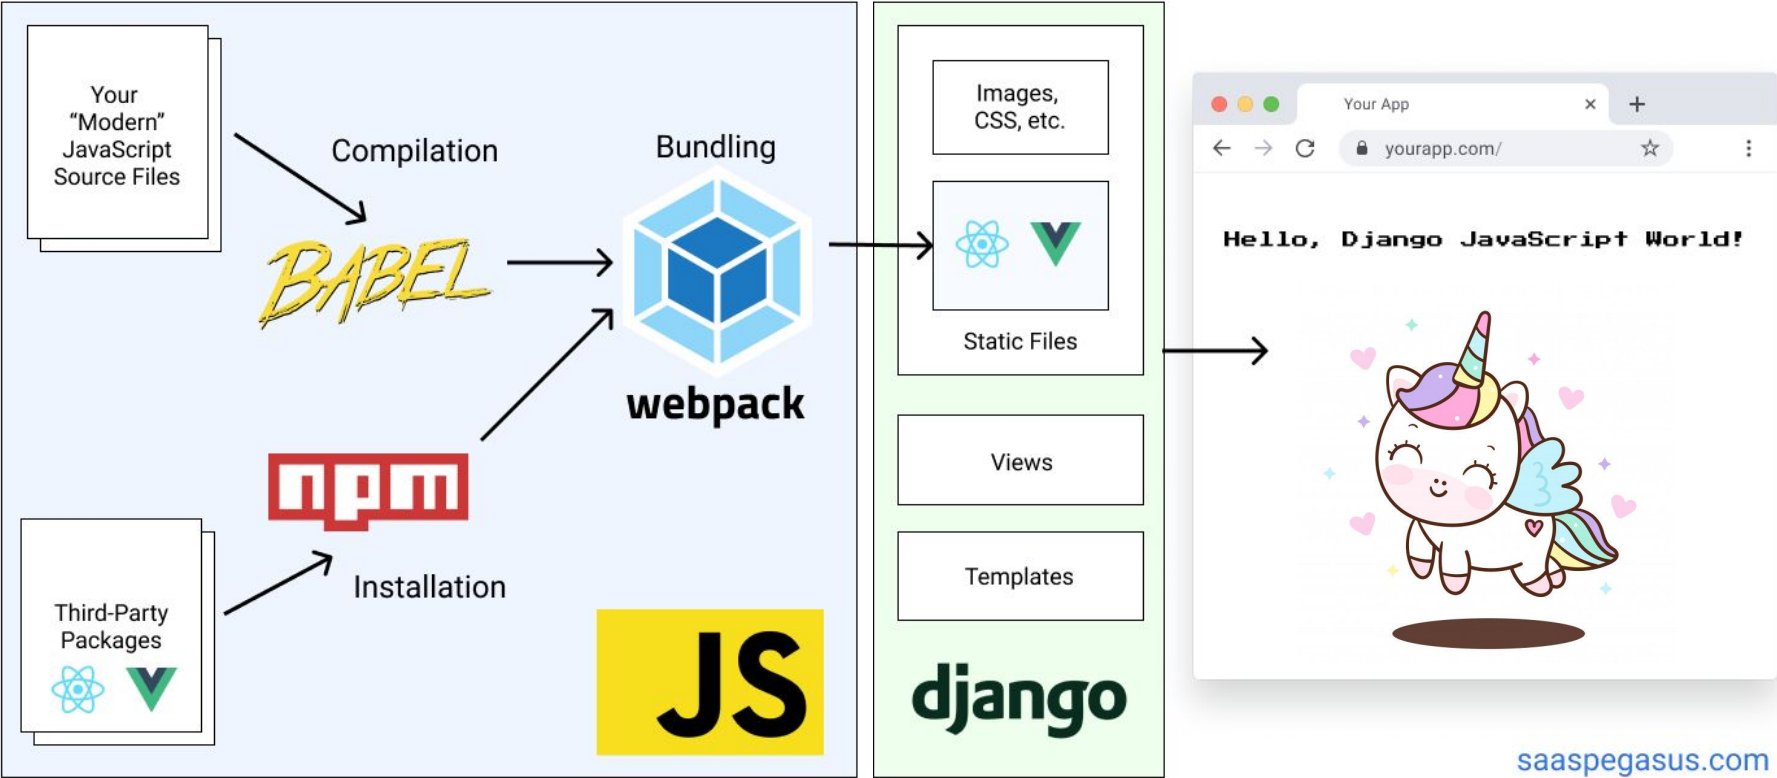 Your
“Modern”
JavaScript
Source Files
Compilation
BABEL
Bundling
webpack
npm
Installation
Third-Party
Packages
JS
Images,
CSS, etc.
Static Files
Views
Templates
django
Your App
yourapp.com/
Hello, Django JavaScript World!
saaspegasus.com